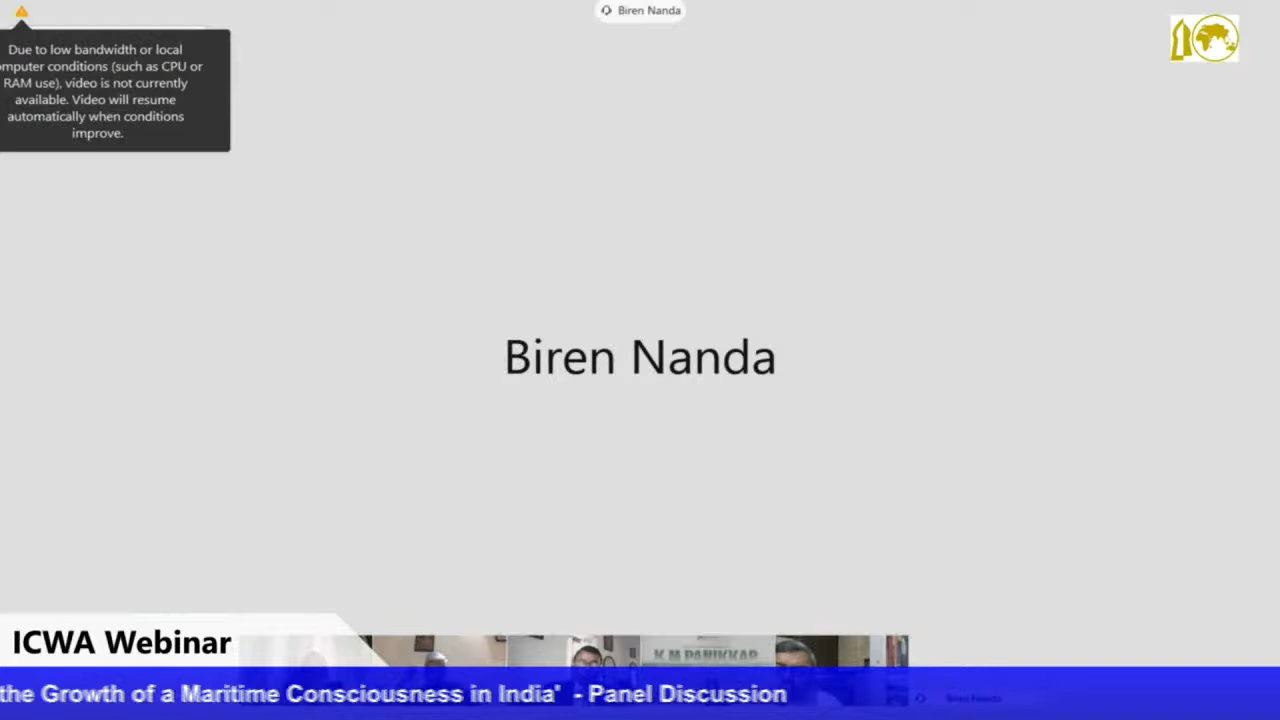 Biren Nanda
Due to low bandwidth or local
omputer conditions (such as CPU or
RAM use), video is not currently
available. Video will resume
automatically when conditions
improve.
Biren Nanda
ICWA Webinar
K M PANIKKAR
the Growth of a Maritime Consciousness in India' - Panel Discussion
Biren Nanda